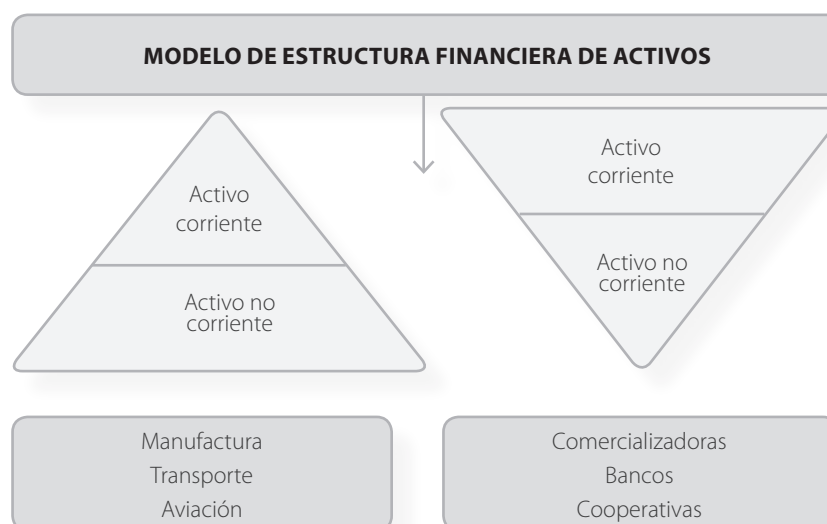 MODELO DE ESTRUCTURA FINANCIERA DE ACTIVOS
Activo
corriente
Activo no
corriente
Activo
corriente
Activo no
corriente
Manufactura
Transporte
Aviación
Comercializadoras
Bancos
Cooperativas